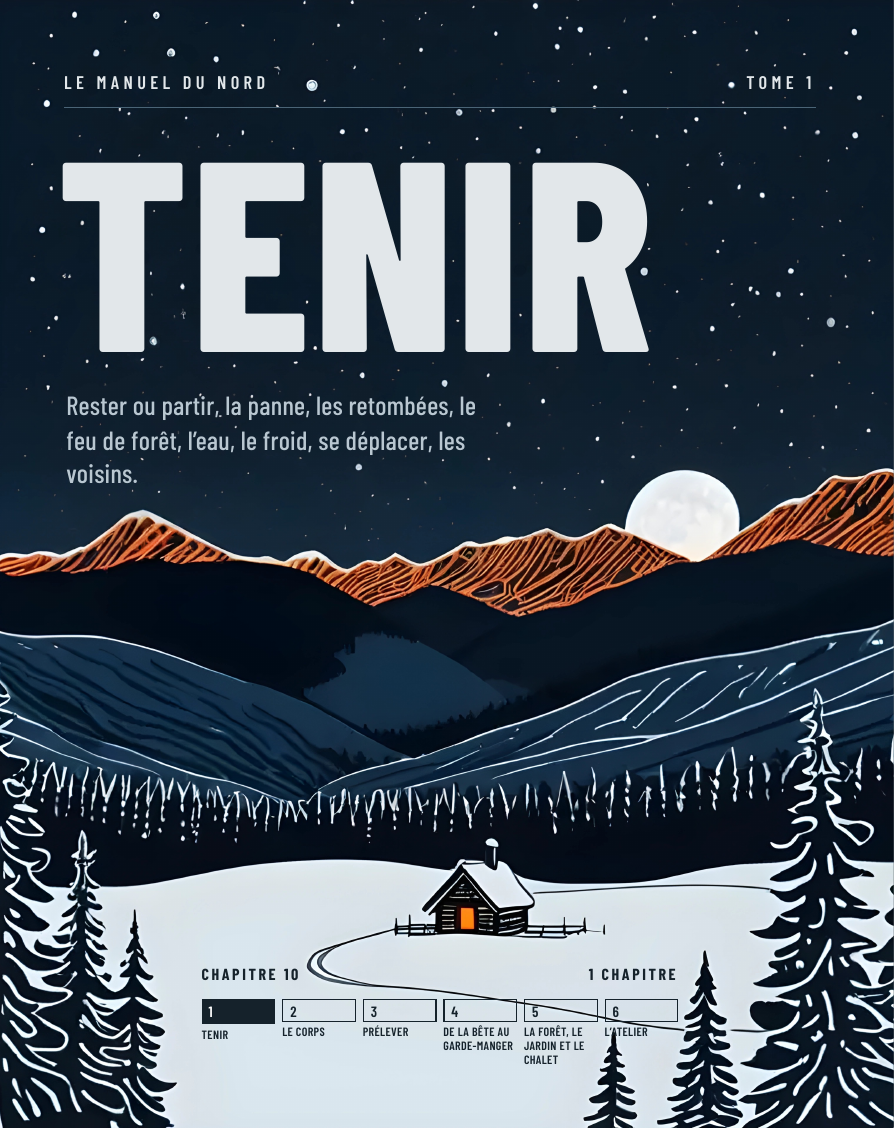 LE MANUEL DU NORD
TOME 1
TENIR
Rester ou partir, la panne, les retombées, le
feu de forêt, l'eau, le froid, se déplacer, les
voisins.
CHAPITRE 10
1 CHAPITRE
1
2
3
4
5
6
TENIR
LE CORPS
PRÉLEVER
DE LA BÊTE AU
GARDE-MANGER
LA FORÊT, LE
JARDIN ET LE
CHALET
L'ATELIER